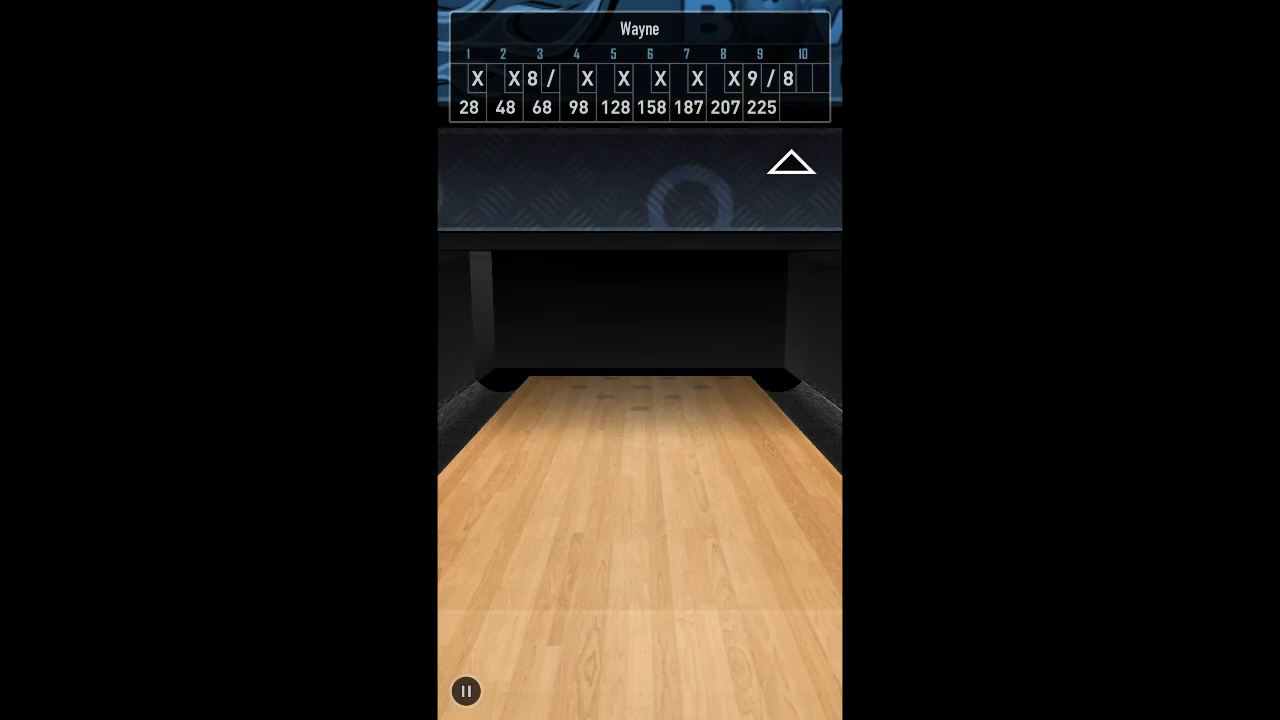 B
Wayne
1 2 3 4 5 6 7 8 9 10
X X 8 / X X X X X 9 / 8
28 48 68 98 128 158 187 207 225